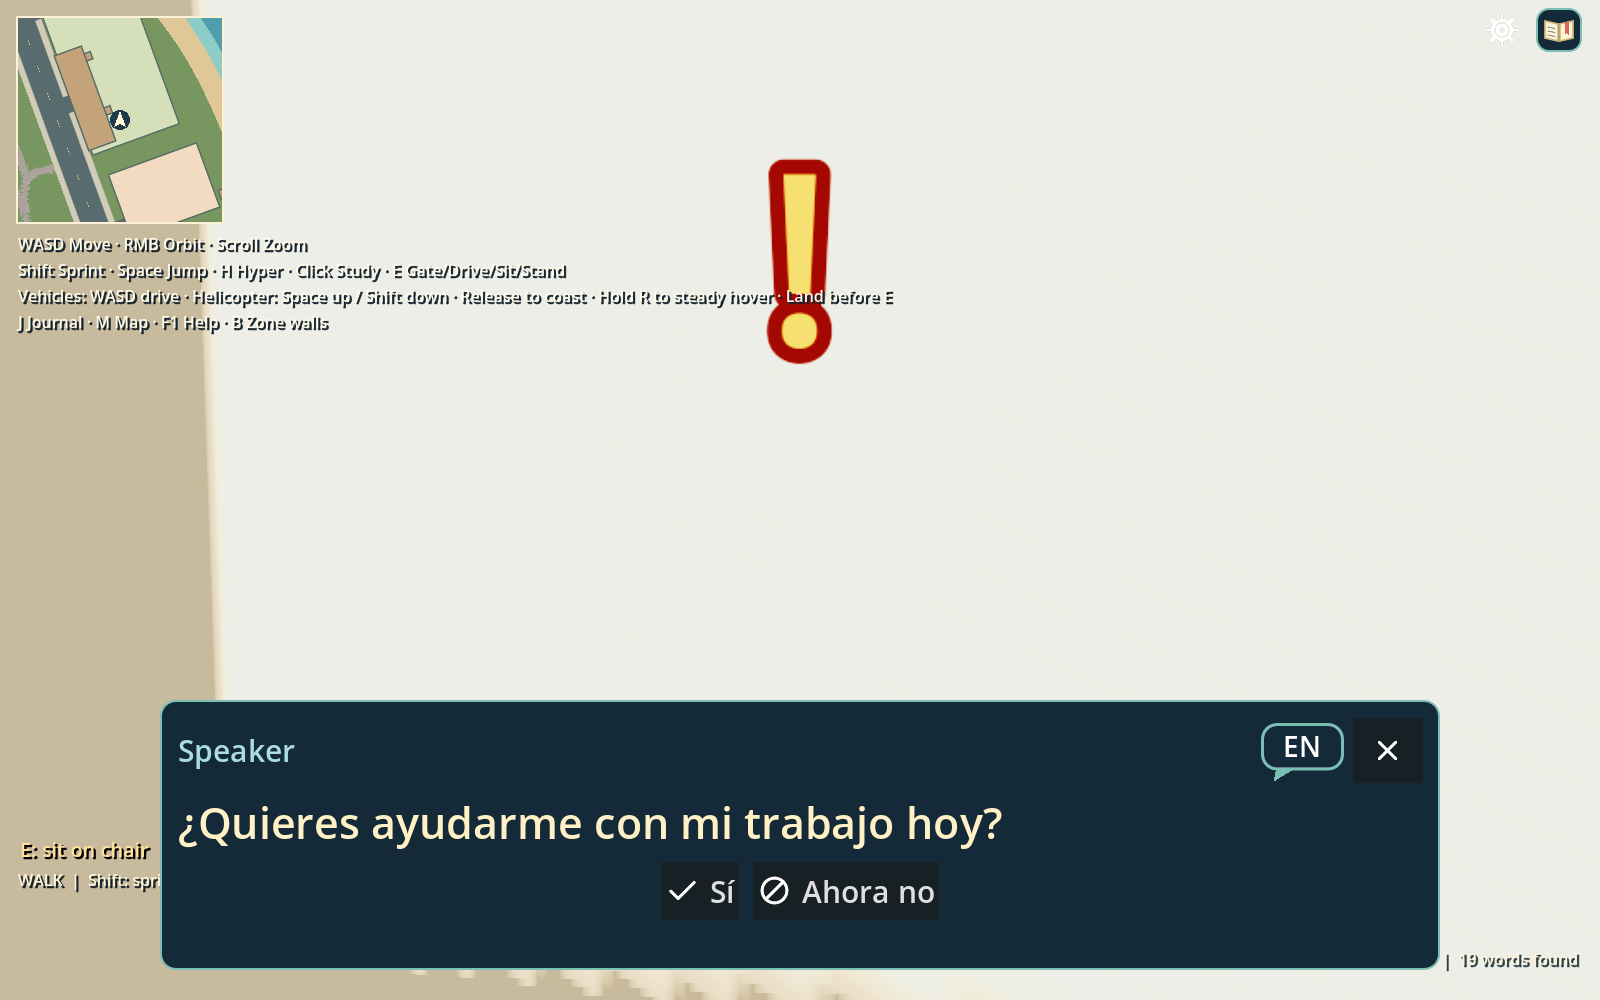 WASD Move · RMB Orbit · Scroll Zoom
Shift Sprint · Space Jump · H Hyper · Click Study · E Gate/Drive/Sit/Stand
Vehicles: WASD drive · Helicopter: Space up / Shift down · Release to coast · Hold R to steady hover · Land before E
J Journal · M Map · F1 Help · B Zone walls
Speaker
EN
¿Quieres ayudarme con mi trabajo hoy?
Sí
Ahora no
E: sit on chair
WALK | Shift:
| 19 words found